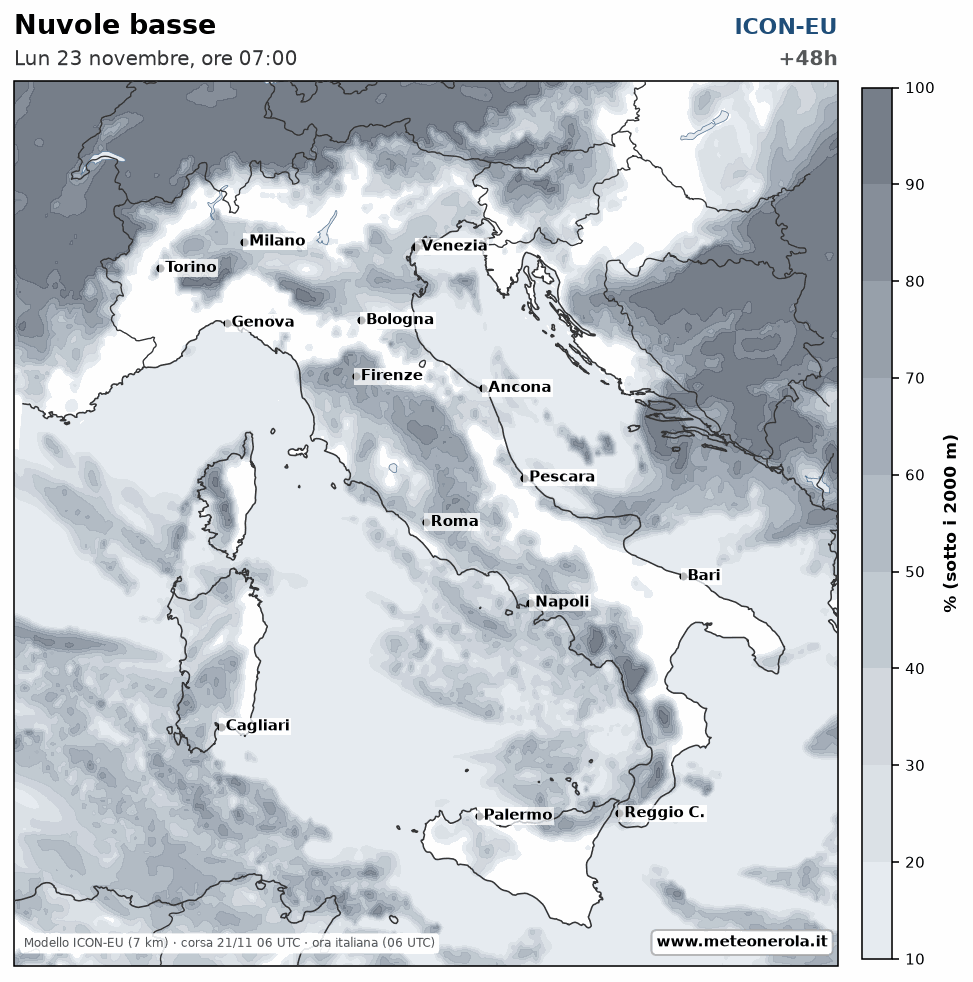 Nuvole basse
ICON-EU
Lun 23 novembre, ore 07:00
+48h
Milano
Venezia
Torino
Genova
Bologna
Firenze
Ancona
Pescara
Roma
Bari
Napoli
Cagliari
Palermo
Reggio C.
100
90
80
70
60
50
40
30
20
10
% (sotto i 2000 m)
Modello ICON-EU (7 km) · corsa 21/11 06 UTC · ora italiana (06 UTC)
www.meteonerola.it